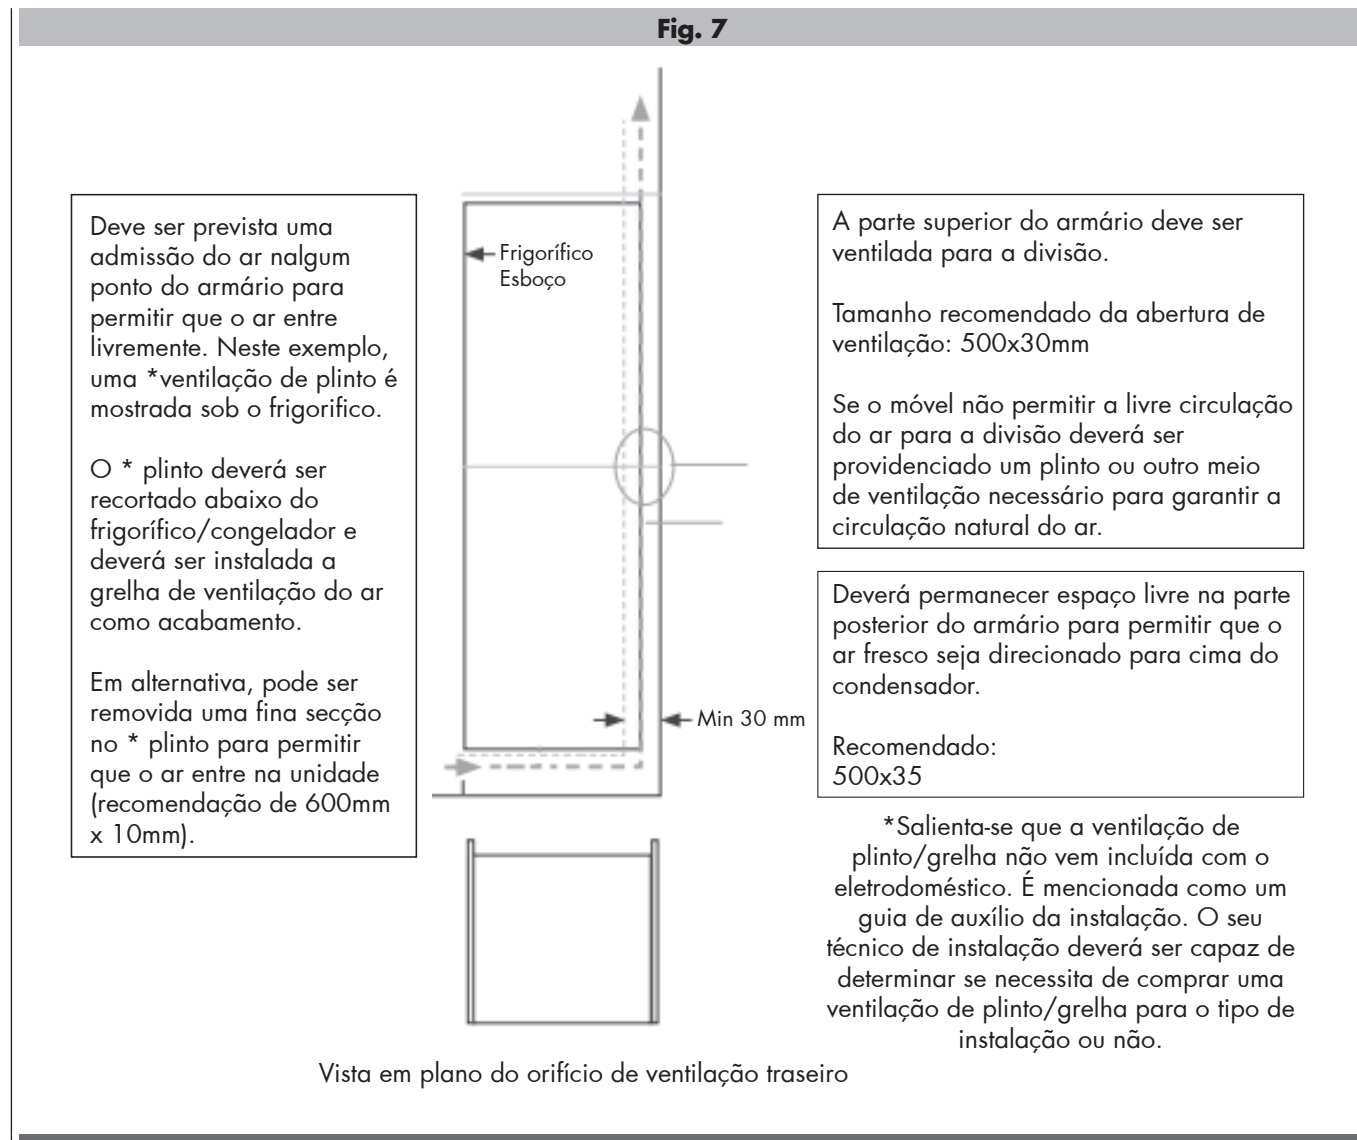 Fig. 7
Deve ser prevista uma
admissão do ar nalgum
ponto do armário para
permitir que o ar entre
livremente. Neste exemplo,
uma *ventilação de plinto é
mostrada sob o frigorifico.
O * plinto deverá ser
recortado abaixo do
frigorífico/congelador e
deverá ser instalada a
grelha de ventilação do ar
como acabamento.
Em alternativa, pode ser
removida uma fina secção
no * plinto para permitir
que o ar entre na unidade
(recomendação de 600mm
x 10mm).
Frigorífico
Esboço
Min 30 mm
A parte superior do armário deve ser
ventilada para a divisão.
Tamanho recomendado da abertura de
ventilação: 500x30mm
Se o móvel não permitir a livre circulação
do ar para a divisão deverá ser
providenciado um plinto ou outro meio
de ventilação necessário para garantir a
circulação natural do ar.
Deverá permanecer espaço livre na parte
posterior do armário para permitir que o
ar fresco seja direcionado para cima do
condensador.
Recomendado:
500x35
*Salienta-se que a ventilação de
plinto/grelha não vem incluída com o
eletrodoméstico. É mencionada como um
guia de auxílio da instalação. O seu
técnico de instalação deverá ser capaz de
determinar se necessita de comprar uma
ventilação de plinto/grelha para o tipo de
instalação ou não.
Vista em plano do orifício de ventilação traseiro